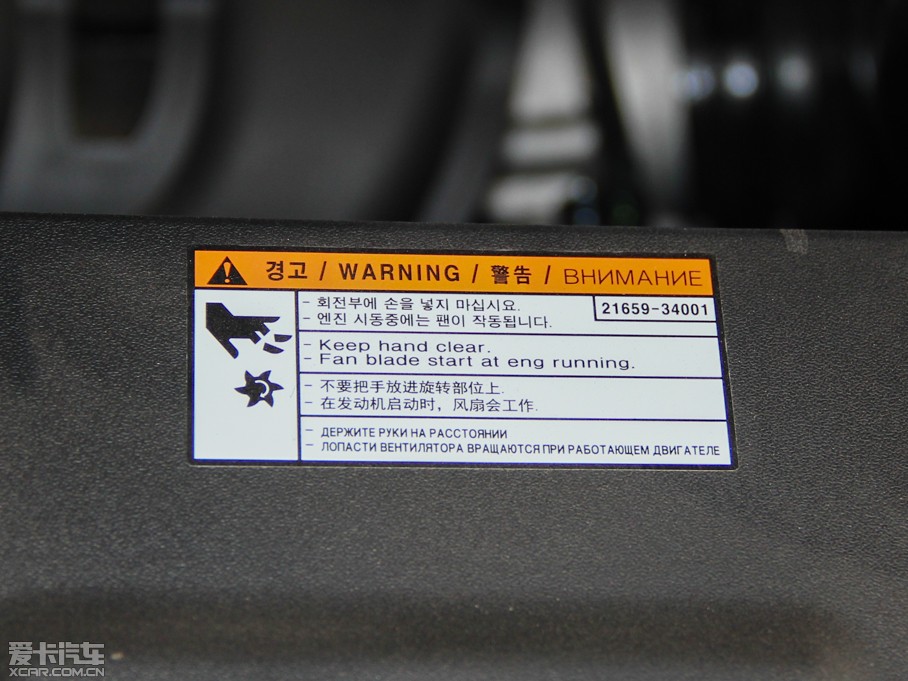 경고 / WARNING / 警告 / ВНИМАНИЕ
- 회전부에 손을 넣지 마십시요.
21659-34001
- 엔진 시동중에는 팬이 작동됩니다.
- Keep hand clear.
- Fan blade start at eng running.
- 不要把手放进旋转部位上.
- 在发动机启动时，风扇会工作.
- ДЕРЖИТЕ РУКИ НА РАССТОЯНИИ
- ЛОПАСТИ ВЕНТИЛЯТОРА ВРАЩАЮТСЯ ПРИ РАБОТАЮЩЕМ ДВИГАТЕЛЕ
爱卡汽车
XCAR.COM.CN